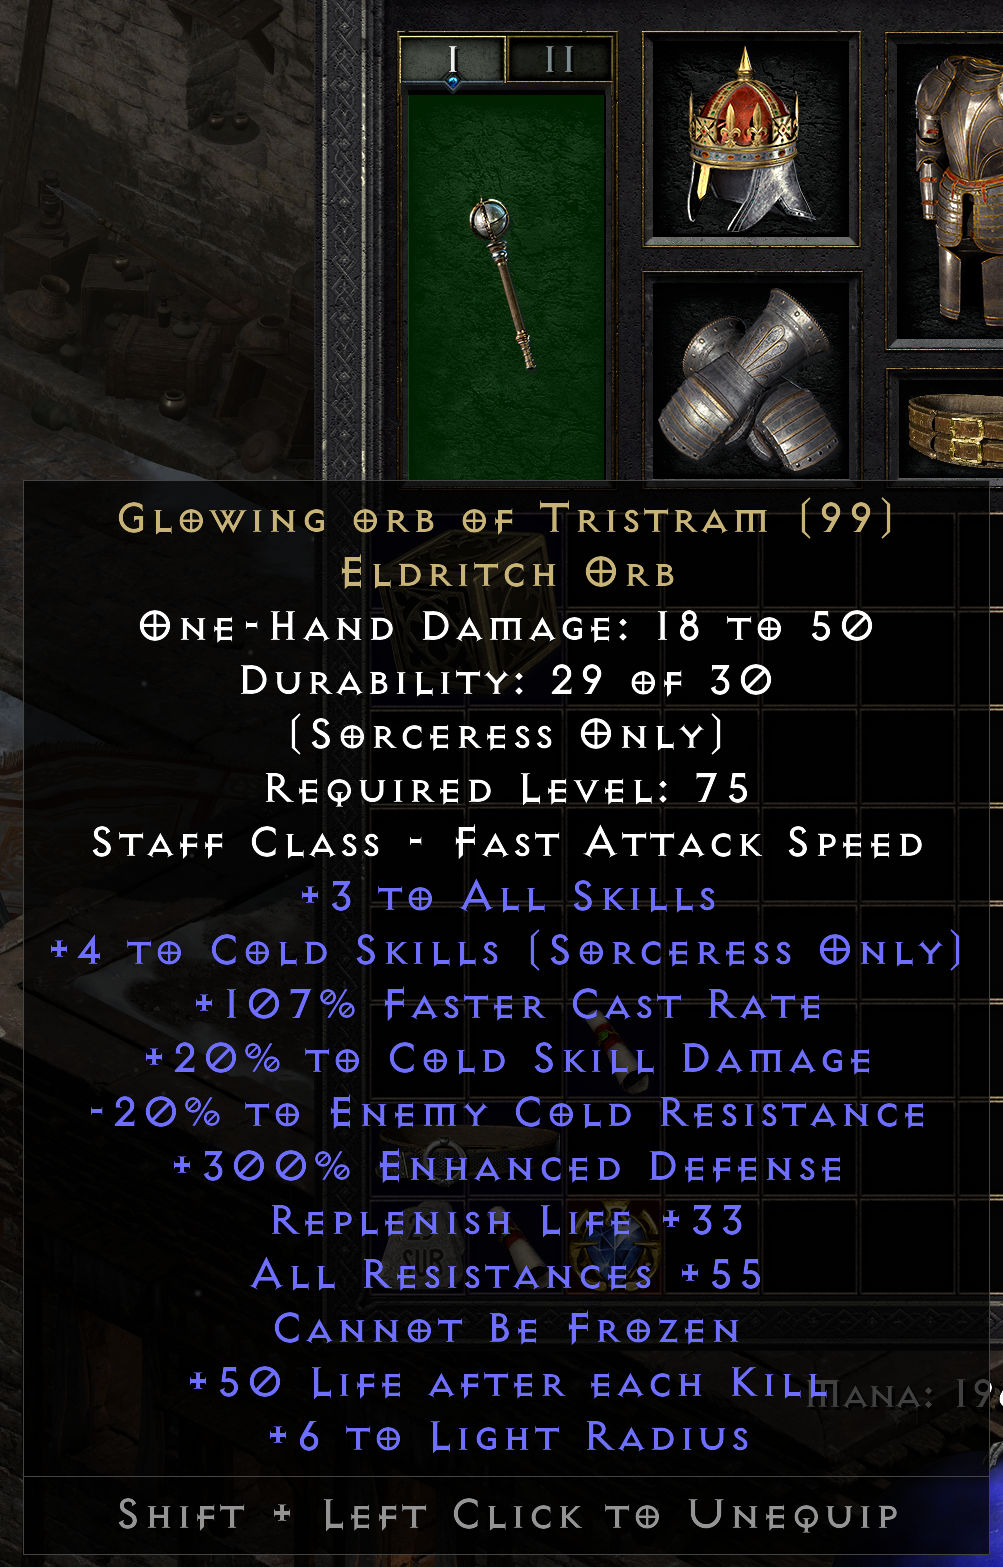 I II
Glowing orb of Tristram (99)
Eldritch Orb
One-Hand Damage: 18 to 50
Durability: 29 of 30
(Sorceress Only)
Required Level: 75
Staff Class - Fast Attack Speed
+3 to All Skills
+4 to Cold Skills (Sorceress Only)
+107% Faster Cast Rate
+20% to Cold Skill Damage
-20% to Enemy Cold Resistance
+300% Enhanced Defense
Replenish Life +33
All Resistances +55
Cannot Be Frozen
+50 Life after each Kill
Mana: 19
+6 to Light Radius
Shift + Left Click to Unequip